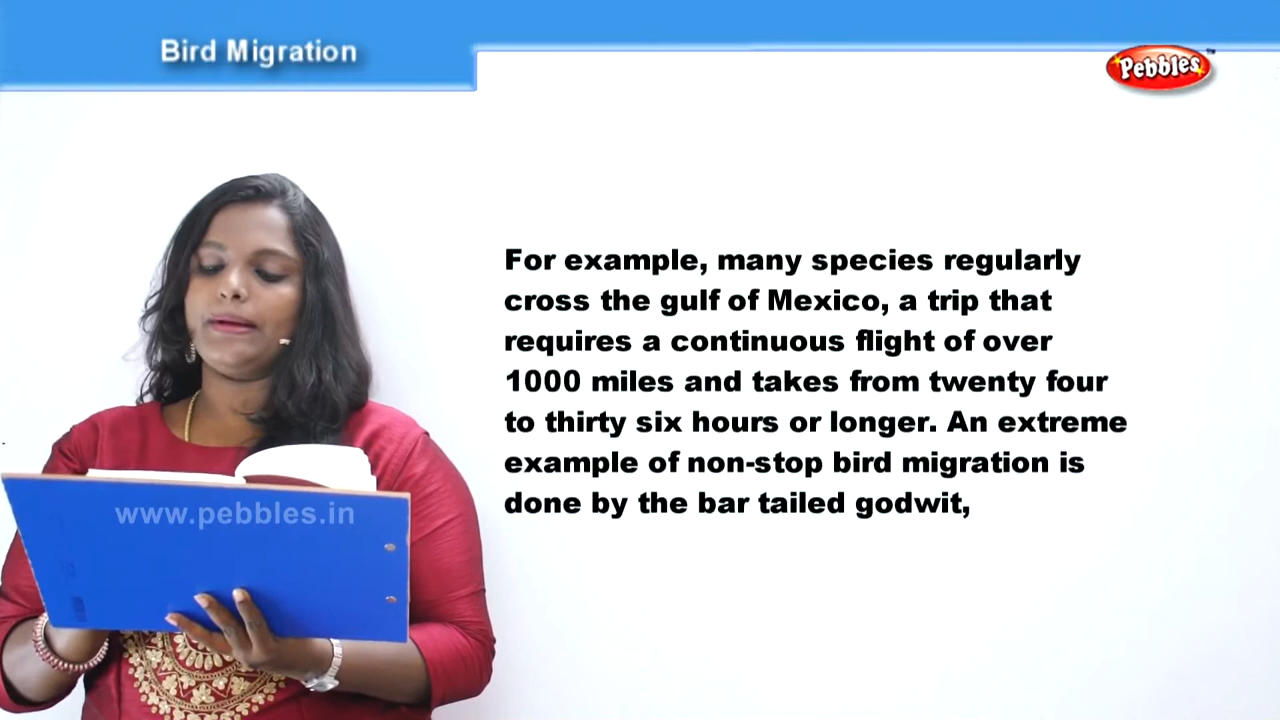 Bird Migration
Pebbles™
For example, many species regularly
cross the gulf of Mexico, a trip that
requires a continuous flight of over
1000 miles and takes from twenty four
to thirty six hours or longer. An extreme
example of non-stop bird migration is
done by the bar tailed godwit,
www.pebbles.in